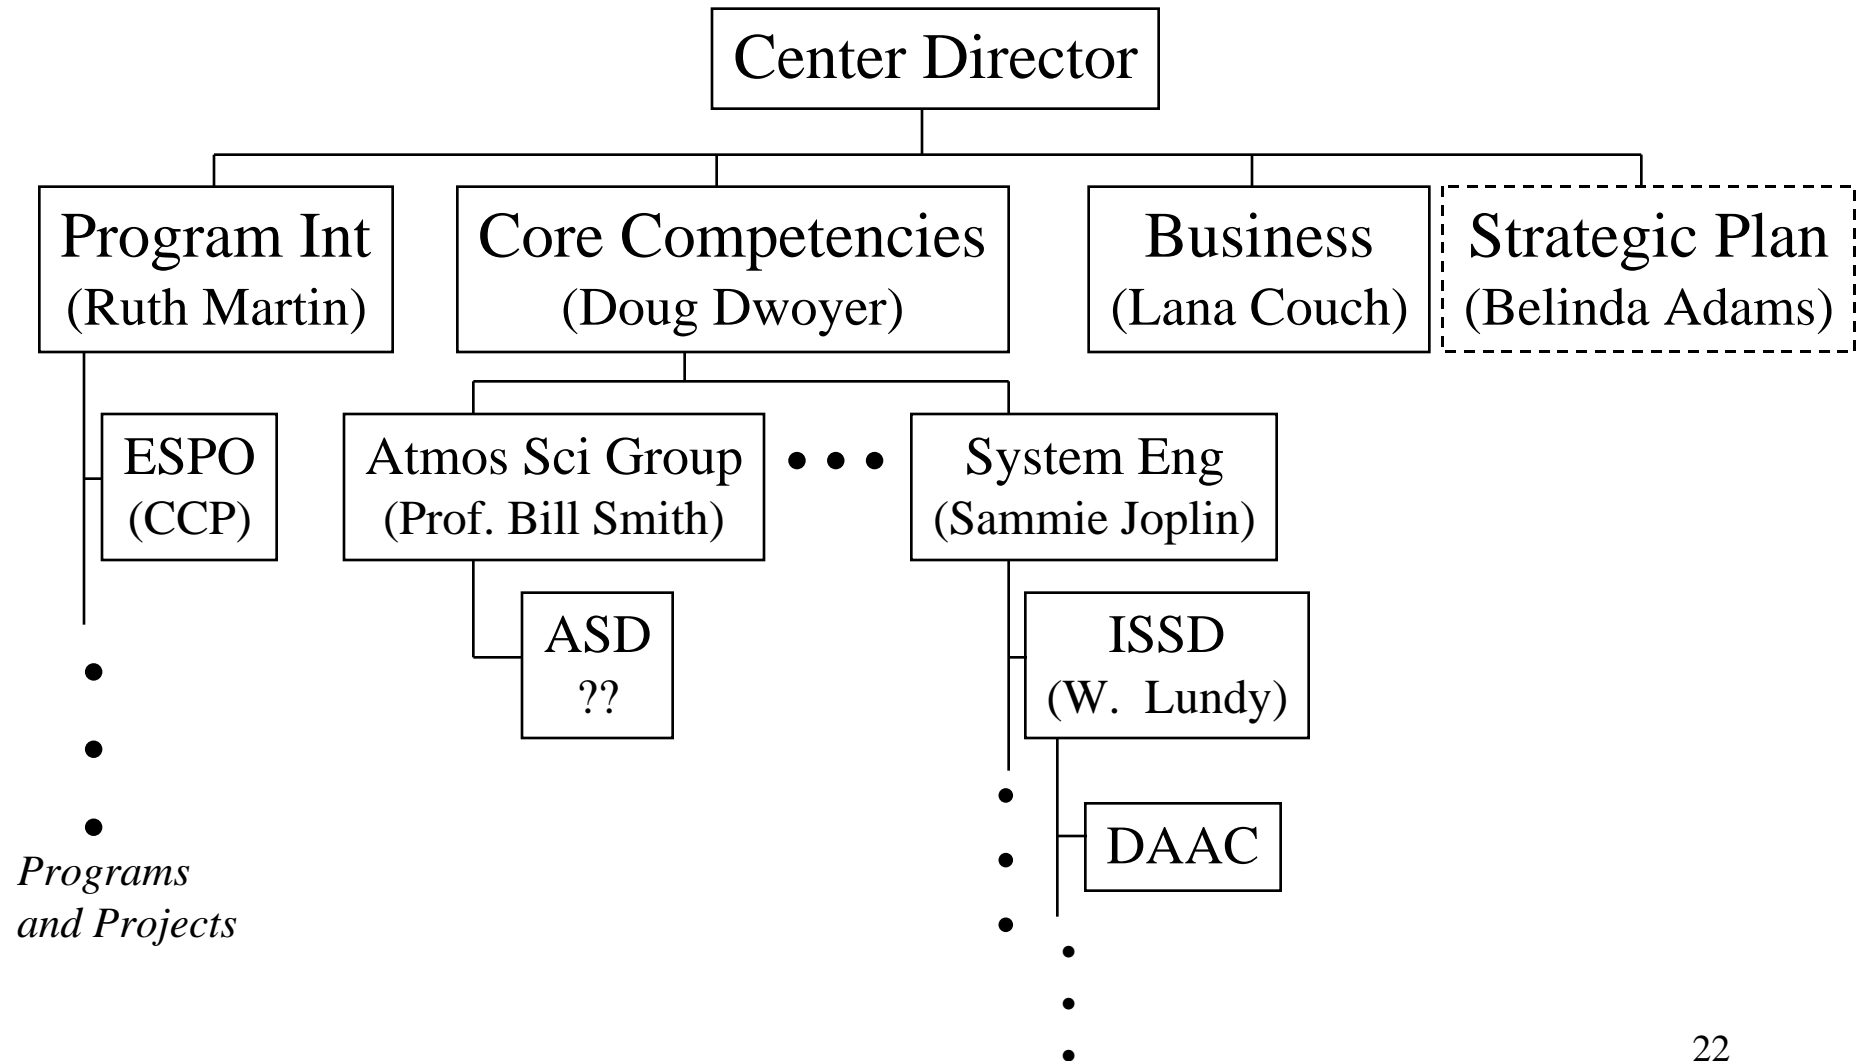 Center Director
Program Int
(Ruth Martin)
Core Competencies
(Doug Dwoyer)
Business
(Lana Couch)
Strategic Plan
(Belinda Adams)
ESPO
(CCP)
Atmos Sci Group
(Prof. Bill Smith)
• • •
System Eng
(Sammie Joplin)
ASD
??
ISSD
(W. Lundy)
DAAC
Programs
and Projects
22